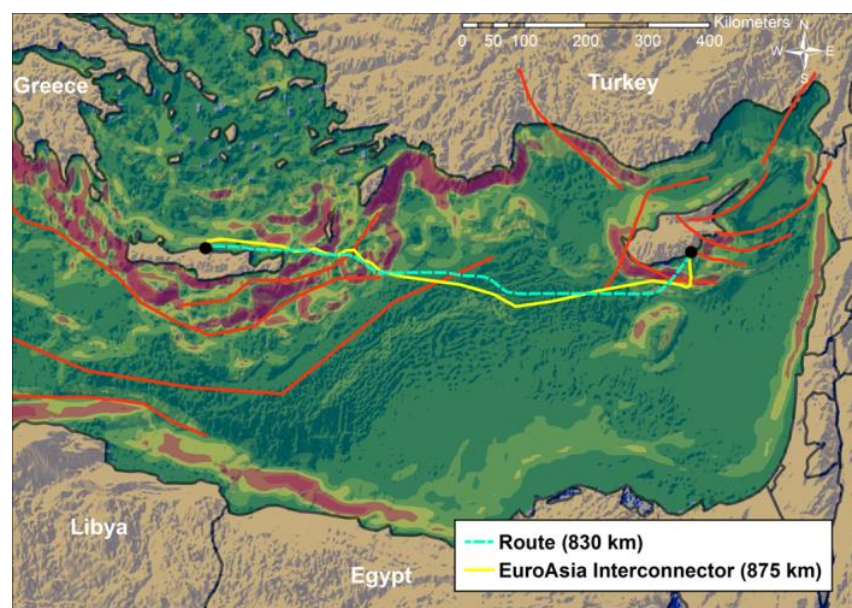 Kilometers
0 50 100 200 300 400
N
W E
S
Greece
Turkey
Libya
Egypt
Route (830 km)
EuroAsia Interconnector (875 km)